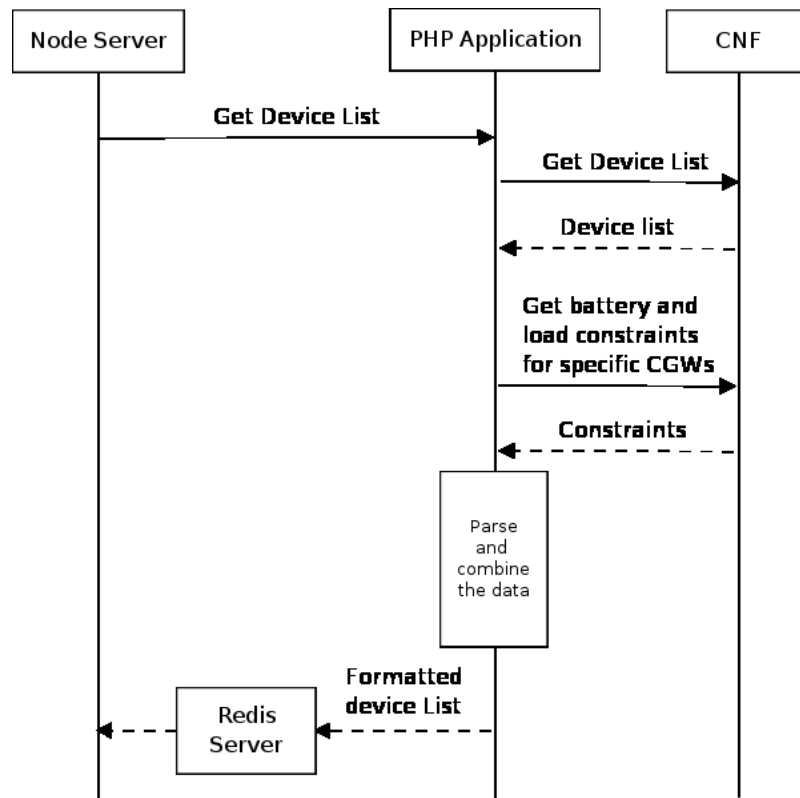 Node Server
PHP Application
CNF
Get Device List
Get Device List
Device list
Get battery and
load constraints
for specific CGWs
Constraints
Parse
and
combine
the data
Formatted
device List
Redis
Server